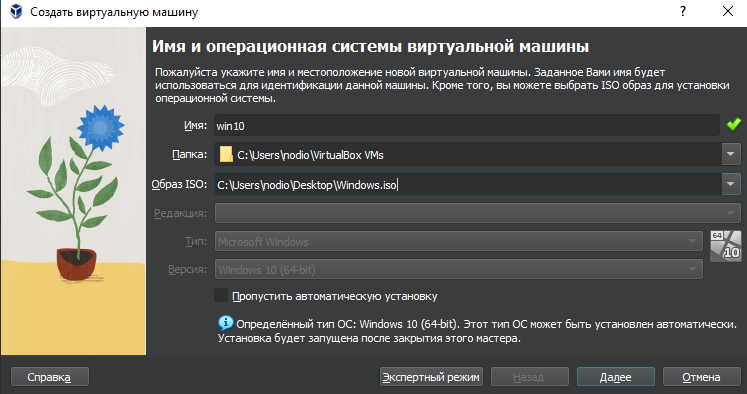 Создать виртуальную машину
Имя и операционная системы виртуальной машины
Пожалуйста укажите имя и местоположение новой виртуальной машины. Заданное Вами имя будет
использоваться для идентификации данной машины. Кроме того, вы можете выбрать ISO образ для установки
операционной системы.
Имя: win10
Папка: C:\Users\nodio\VirtualBox VMs
Образ ISO: C:\Users\nodio\Desktop\Windows.iso
Редакция:
Тип: Microsoft Windows
64
10
Версия: Windows 10 (64-bit)
Пропустить автоматическую установку
Определённый тип ОС: Windows 10 (64-bit). Этот тип ОС может быть установлен автоматически.
Установка будет запущена после закрытия этого мастера.
Справка Экспертный режим Назад Далее Отмена